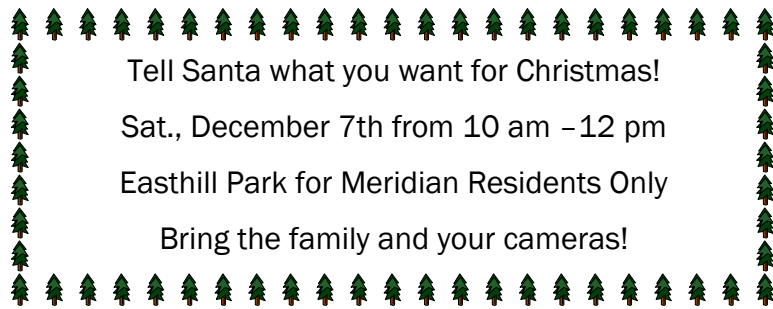 Tell Santa what you want for Christmas!
Sat., December 7th from 10 am –12 pm
Easthill Park for Meridian Residents Only
Bring the family and your cameras!